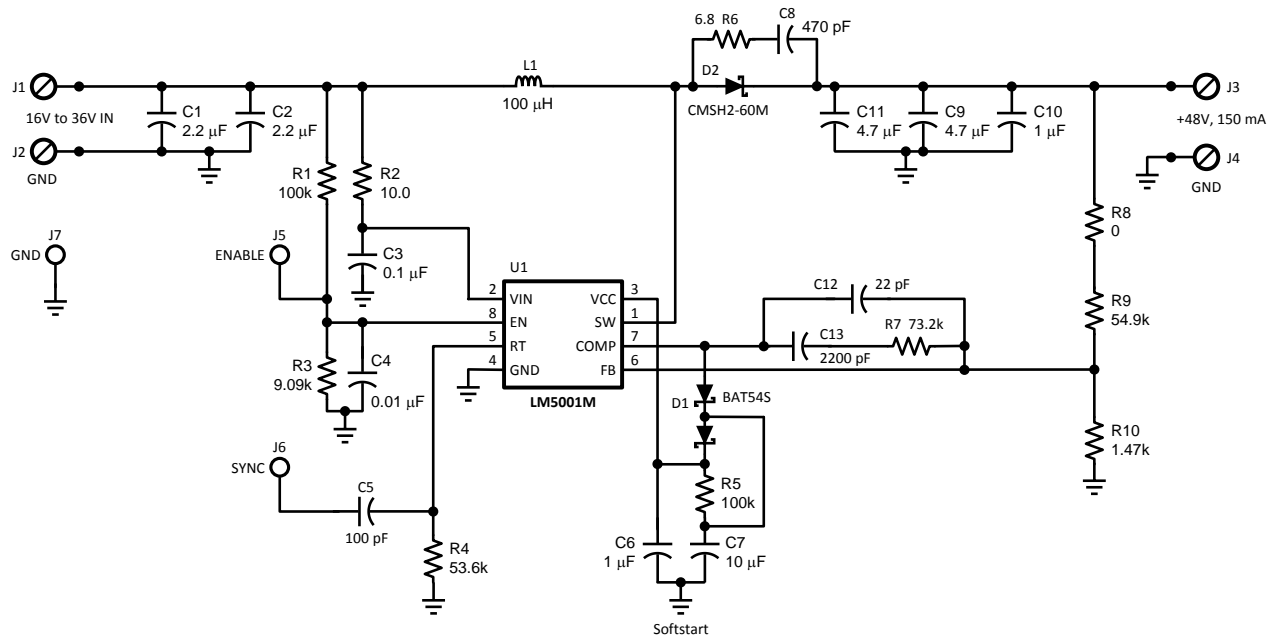 6.8 R6
C8
470 pF
J1
L1
D2
J3
16V to 36V IN
C1
2.2 μF
C2
2.2 μF
100 μH
CMSH2-60M
C11
4.7 μF
C9
4.7 μF
C10
1 μF
+48V, 150 mA
J2
GND
J4
GND
R1
100k
R2
10.0
R8
0
J7
GND
J5
ENABLE
C3
0.1 μF
U1
2 VIN
VCC 3
8 EN
SW 1
5 RT
COMP 7
4 GND
FB 6
LM5001M
C12
22 pF
C13
2200 pF
R7 73.2k
R9
54.9k
R3
9.09k
C4
0.01 μF
D1
BAT54S
R10
1.47k
J6
SYNC
C5
100 pF
R5
100k
R4
53.6k
C6
1 μF
C7
10 μF
Softstart